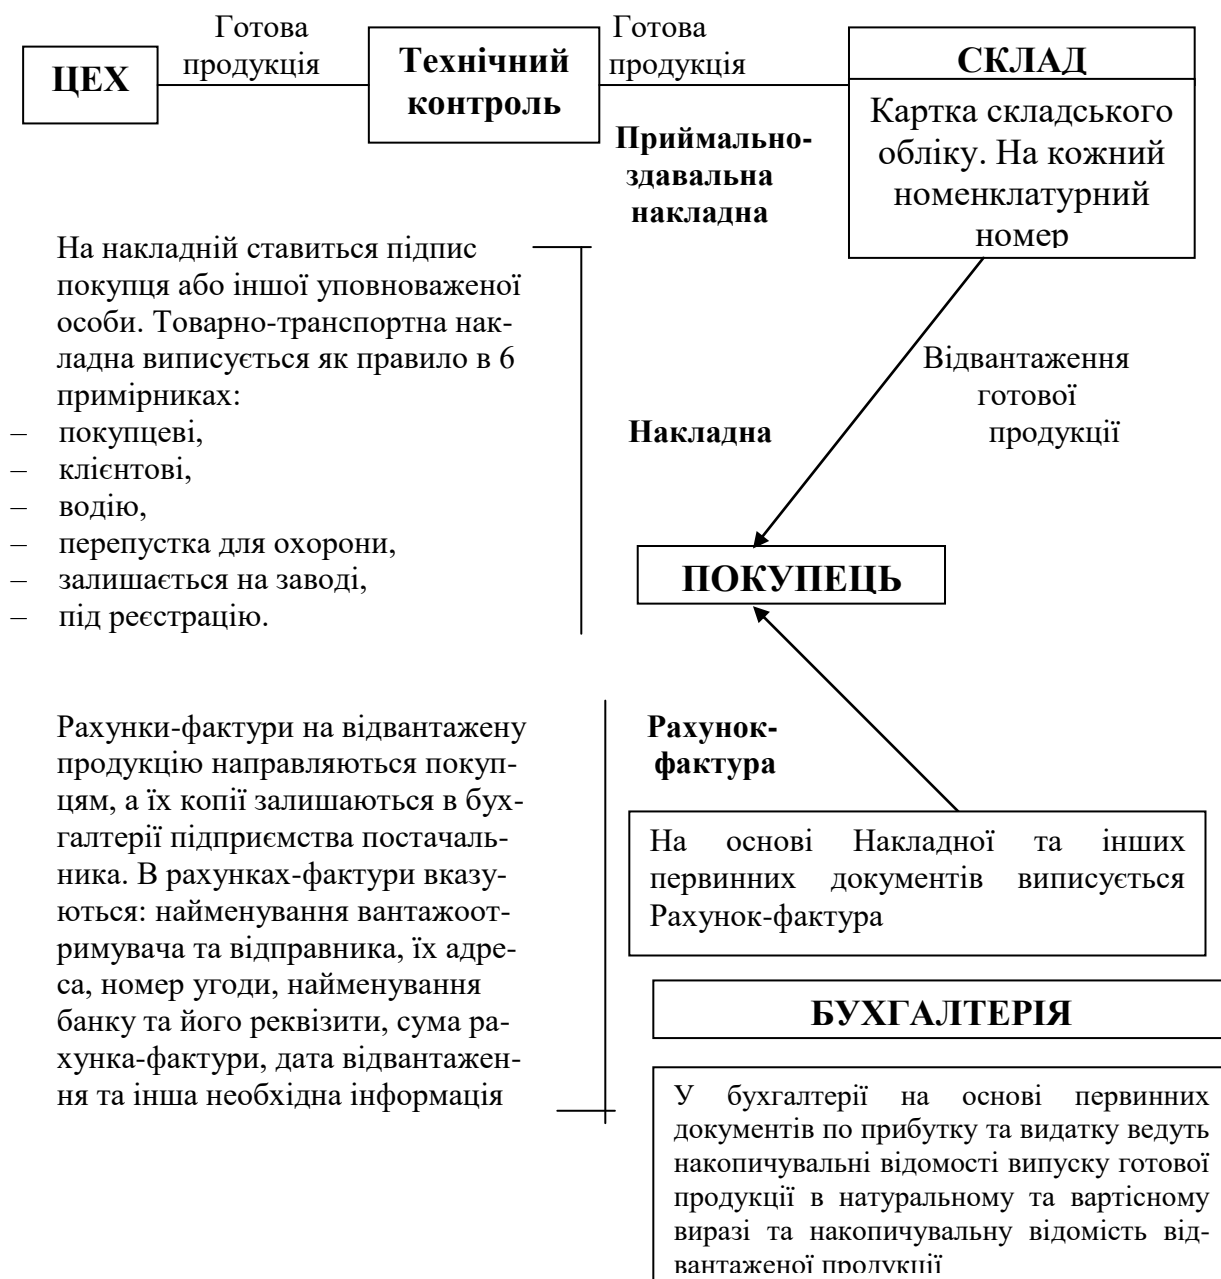 Готова
продукція
ЦЕХ
Технічний
контроль
Готова
продукція
СКЛАД
Картка складського
обліку. На кожний
номенклатурний
номер
Приймально-
здавальна
накладна
На накладній ставиться підпис
покупця або іншої уповноваженої
особи. Товарно-транспортна нак-
ладна виписується як правило в 6
примірниках:
– покупцеві,
– клієнтові,
– водію,
– перепустка для охорони,
– залишається на заводі,
– під реєстрацію.
Накладна
Відвантаження
готової
продукції
ПОКУПЕЦЬ
Рахунки-фактури на відвантажену
продукцію направляються покуп-
цям, а їх копії залишаються в бух-
галтерії підприємства постачаль-
ника. В рахунках-фактури вказу-
ються: найменування вантажоот-
римувача та відправника, їх адре-
са, номер угоди, найменування
банку та його реквізити, сума ра-
хунка-фактури, дата відвантажен-
ня та інша необхідна інформація
Рахунок-
фактура
На основі Накладної та інших
первинних документів виписується
Рахунок-фактура
БУХГАЛТЕРІЯ
У бухгалтерії на основі первинних
документів по прибутку та видатку ведуть
накопичувальні відомості випуску готової
продукції в натуральному та вартісному
виразі та накопичувальну відомість від-
вантаженої продукції